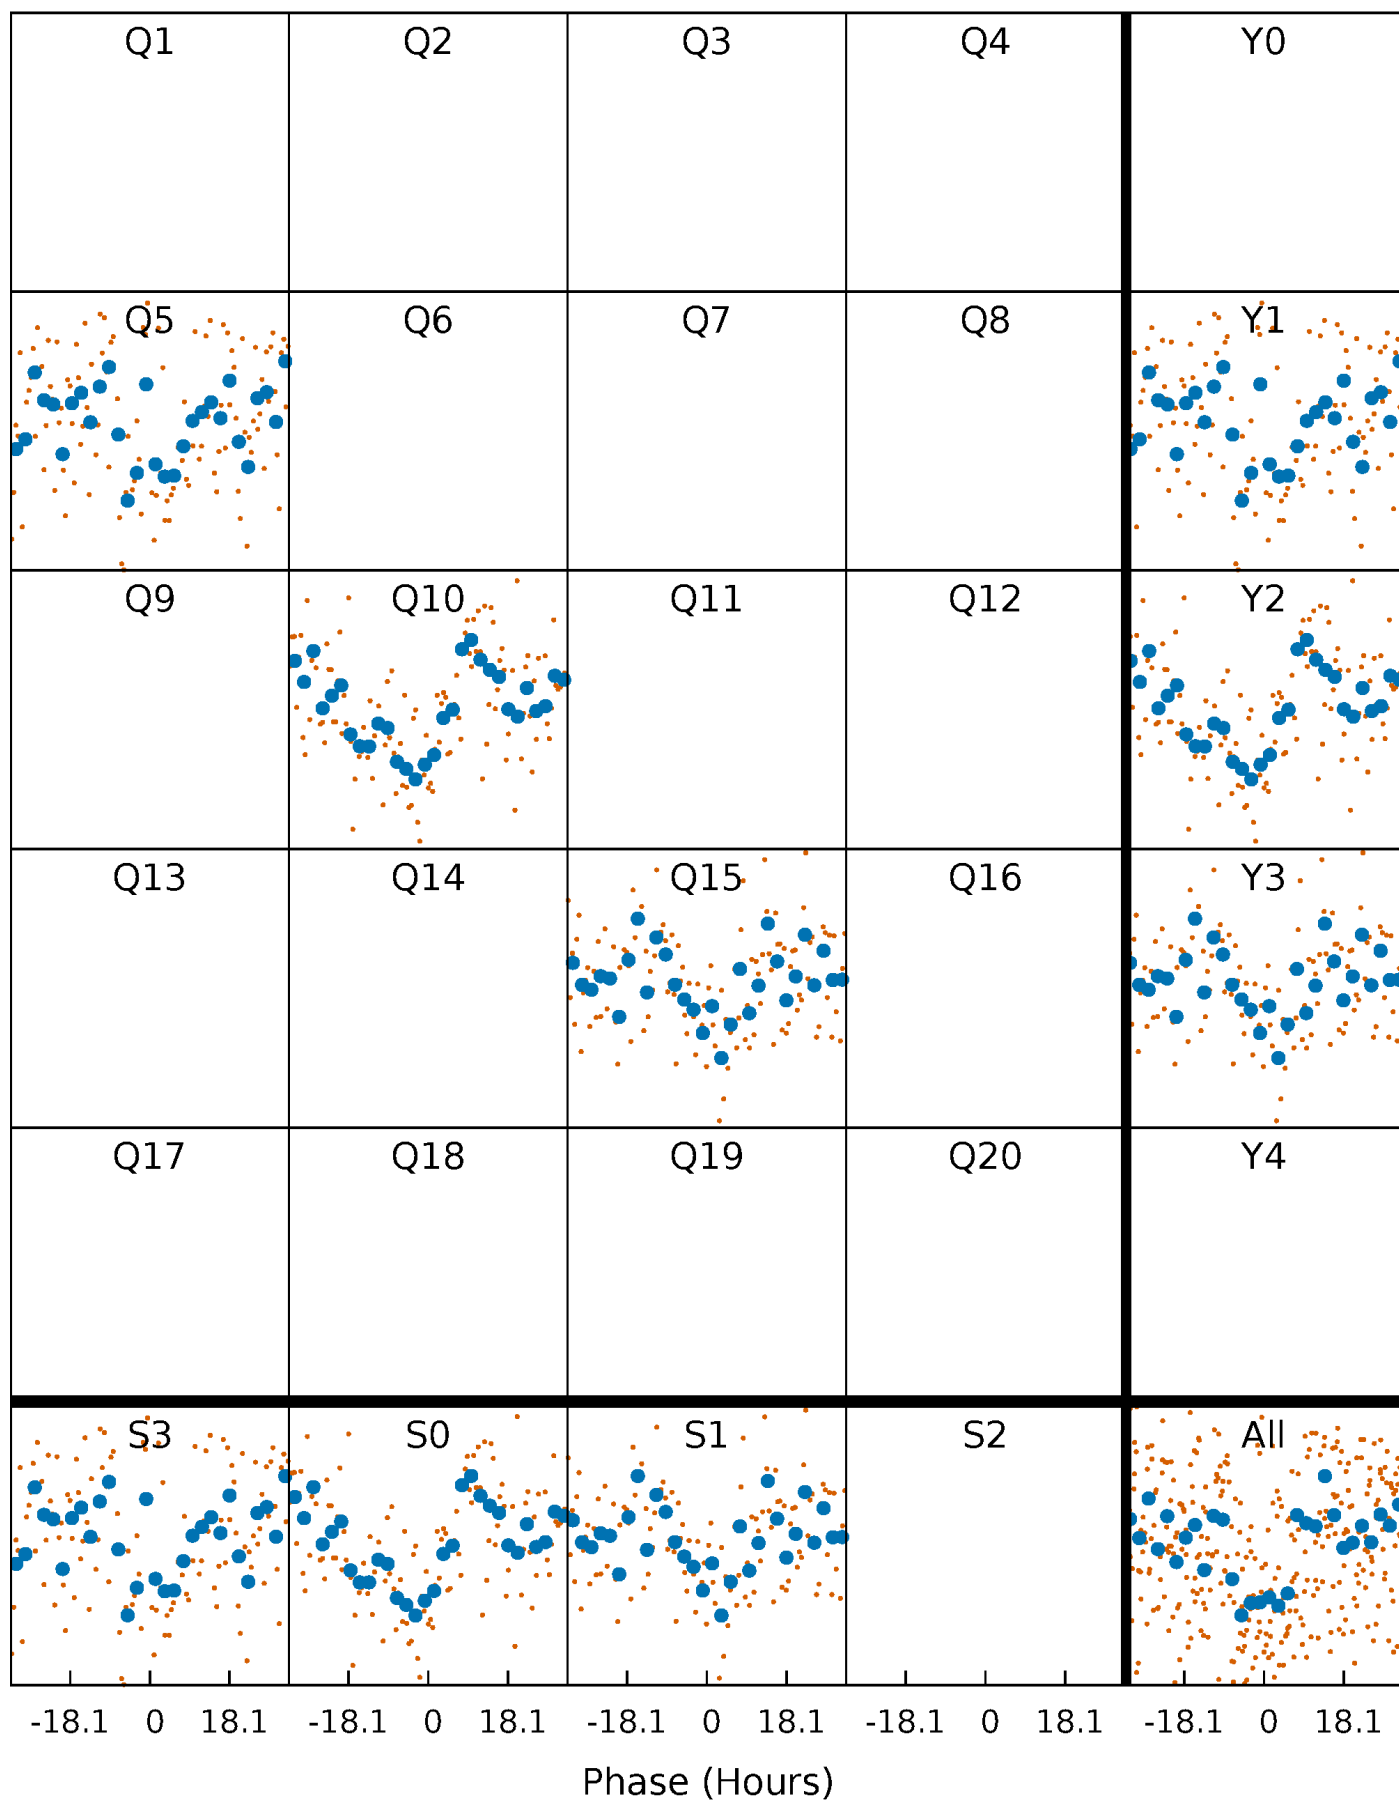 Q1 Q2 Q3 Q4 Y0
Q5 Q6 Q7 Q8 Y1
Q9 Q10 Q11 Q12 Y2
Q13 Q14 Q15 Q16 Y3
Q17 Q18 Q19 Q20 Y4
S3 S0 S1 S2 All
-18.1 0 18.1 -18.1 0 18.1 -18.1 0 18.1 -18.1 0 18.1 -18.1 0 18.1
Phase (Hours)